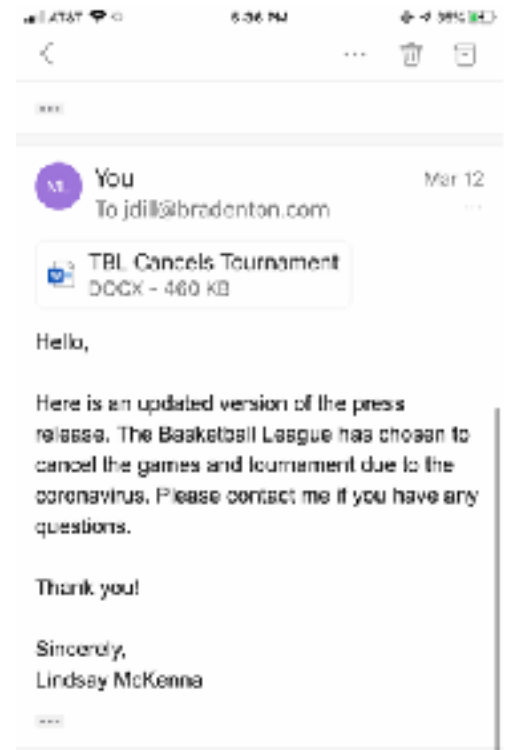 AT&T 5:36 PM 38%
...
...
You Mar 12
To jdill@bradenton.com
...
TBL Cancels Tournament
DOCX - 460 KB
Hello,
Here is an updated version of the press
release. The Basketball League has chosen to
cancel the games and tournament due to the
coronavirus. Please contact me if you have any
questions.
Thank you!
Sincerely,
Lindsay McKenna
...